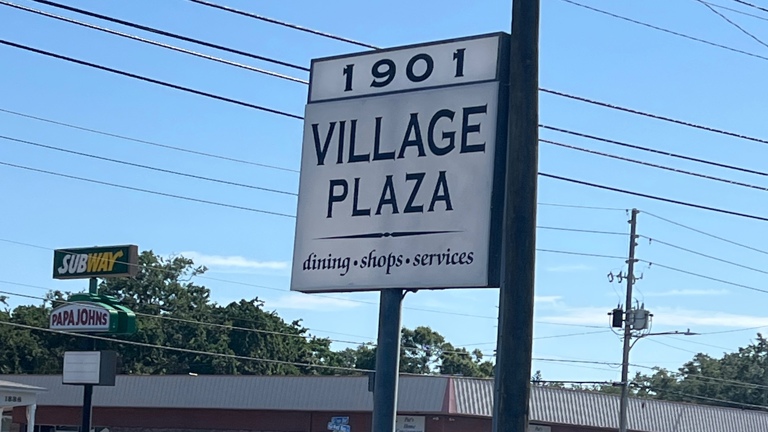 1901
VILLAGE
PLAZA
dining • shops • services
SUBWAY
PAPA JOHNS